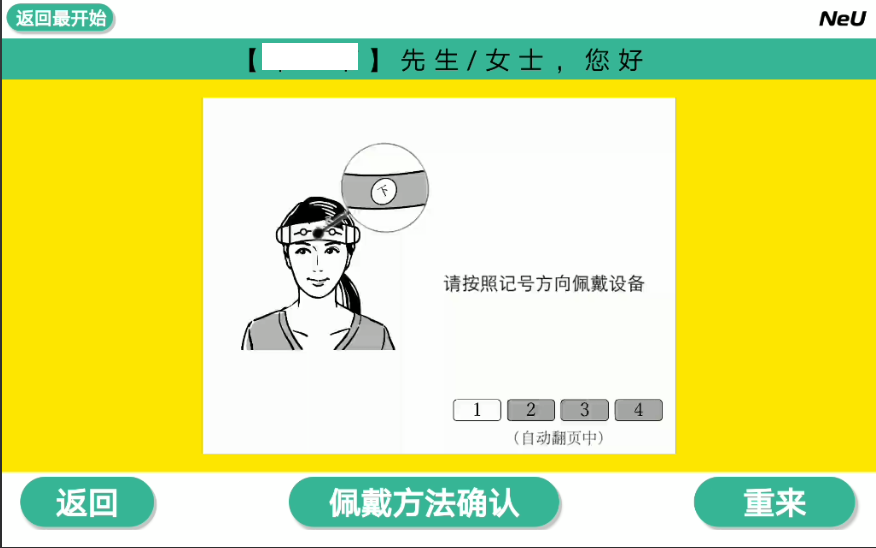 返回最开始
NeU
【 】先生/女士，您好
下
请按照记号方向佩戴设备
1 2 3 4
（自动翻页中）
返回 佩戴方法确认 重来